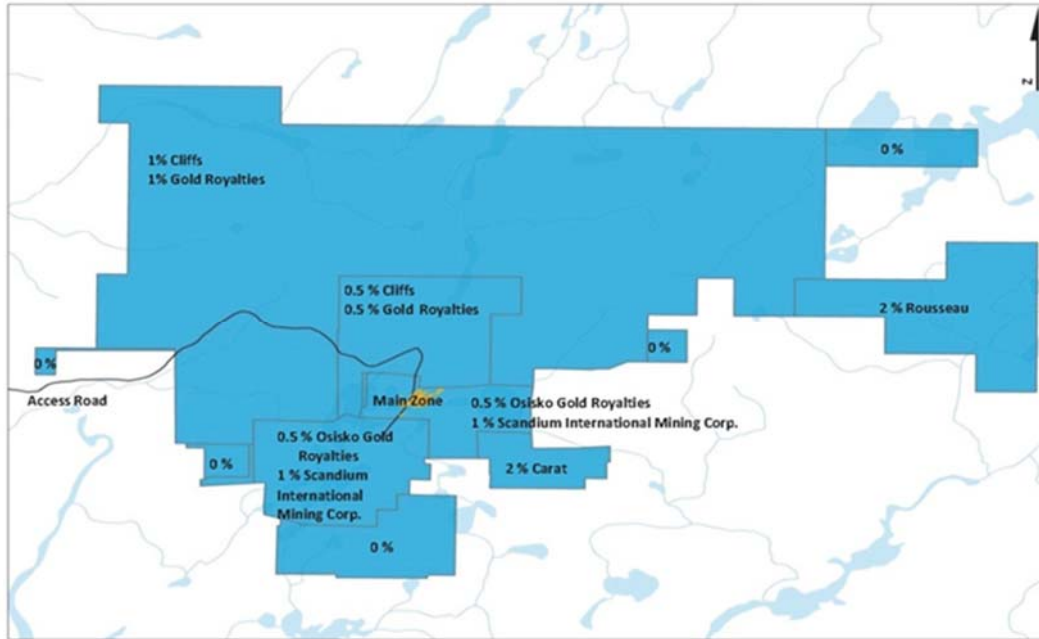 N
0 %
1% Cliffs
1% Gold Royalties
0.5 % Cliffs
0.5 % Gold Royalties
2 % Rousseau
0 %
0 %
Access Road
Main Zone
0.5 % Osisko Gold Royalties
1 % Scandium International Mining Corp.
0.5 % Osisko Gold
Royalties
1 % Scandium
International
Mining Corp.
0 %
2 % Carat
0 %